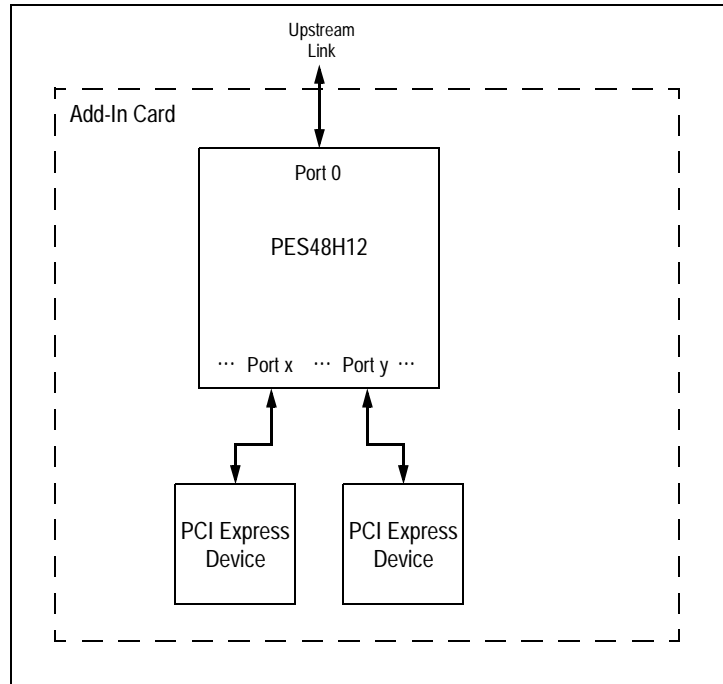 Upstream
Link
Add-In Card
Port 0
PES48H12
... Port x ... Port y ...
PCI Express
Device
PCI Express
Device